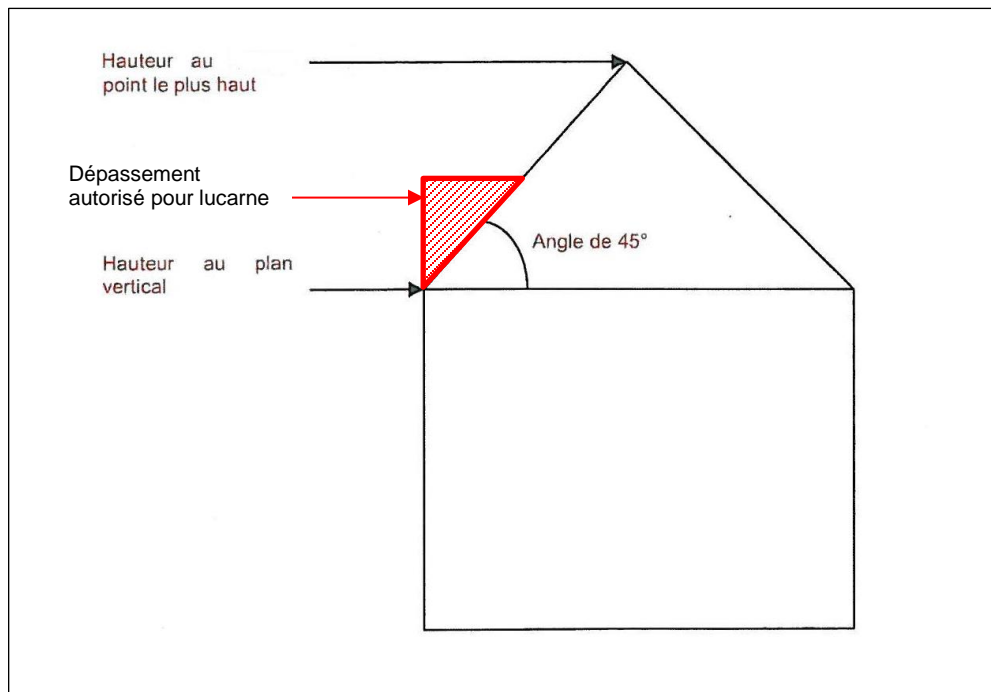 Hauteur au
point le plus haut
Dépassement
autorisé pour lucarne
Angle de 45°
Hauteur au plan
vertical